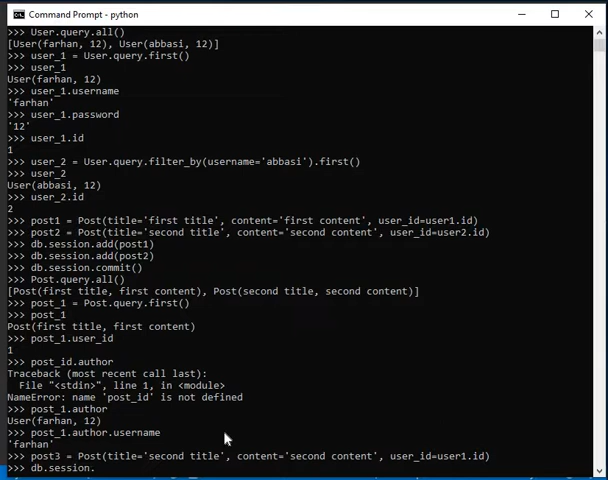 Command Prompt - python
>>> User.query.all()
[User(farhan, 12), User(abbasi, 12)]
>>> user_1 = User.query.first()
>>> user_1
User(farhan, 12)
>>> user_1.username
'farhan'
>>> user_1.password
'12'
>>> user_1.id
1
>>> user_2 = User.query.filter_by(username='abbasi').first()
>>> user_2
User(abbasi, 12)
>>> user_2.id
2
>>> post1 = Post(title='first title', content='first content', user_id=user1.id)
>>> post2 = Post(title='second title', content='second content', user_id=user2.id)
>>> db.session.add(post1)
>>> db.session.add(post2)
>>> db.session.commit()
>>> Post.query.all()
[Post(first title, first content), Post(second title, second content)]
>>> post_1 = Post.query.first()
>>> post_1
Post(first title, first content)
>>> post_1.user_id
1
>>> post_id.author
Traceback (most recent call last):
  File "<stdin>", line 1, in <module>
NameError: name 'post_id' is not defined
>>> post_1.author
User(farhan, 12)
>>> post_1.author.username
'farhan'
>>> post3 = Post(title='second title', content='second content', user_id=user1.id)
>>> db.session.